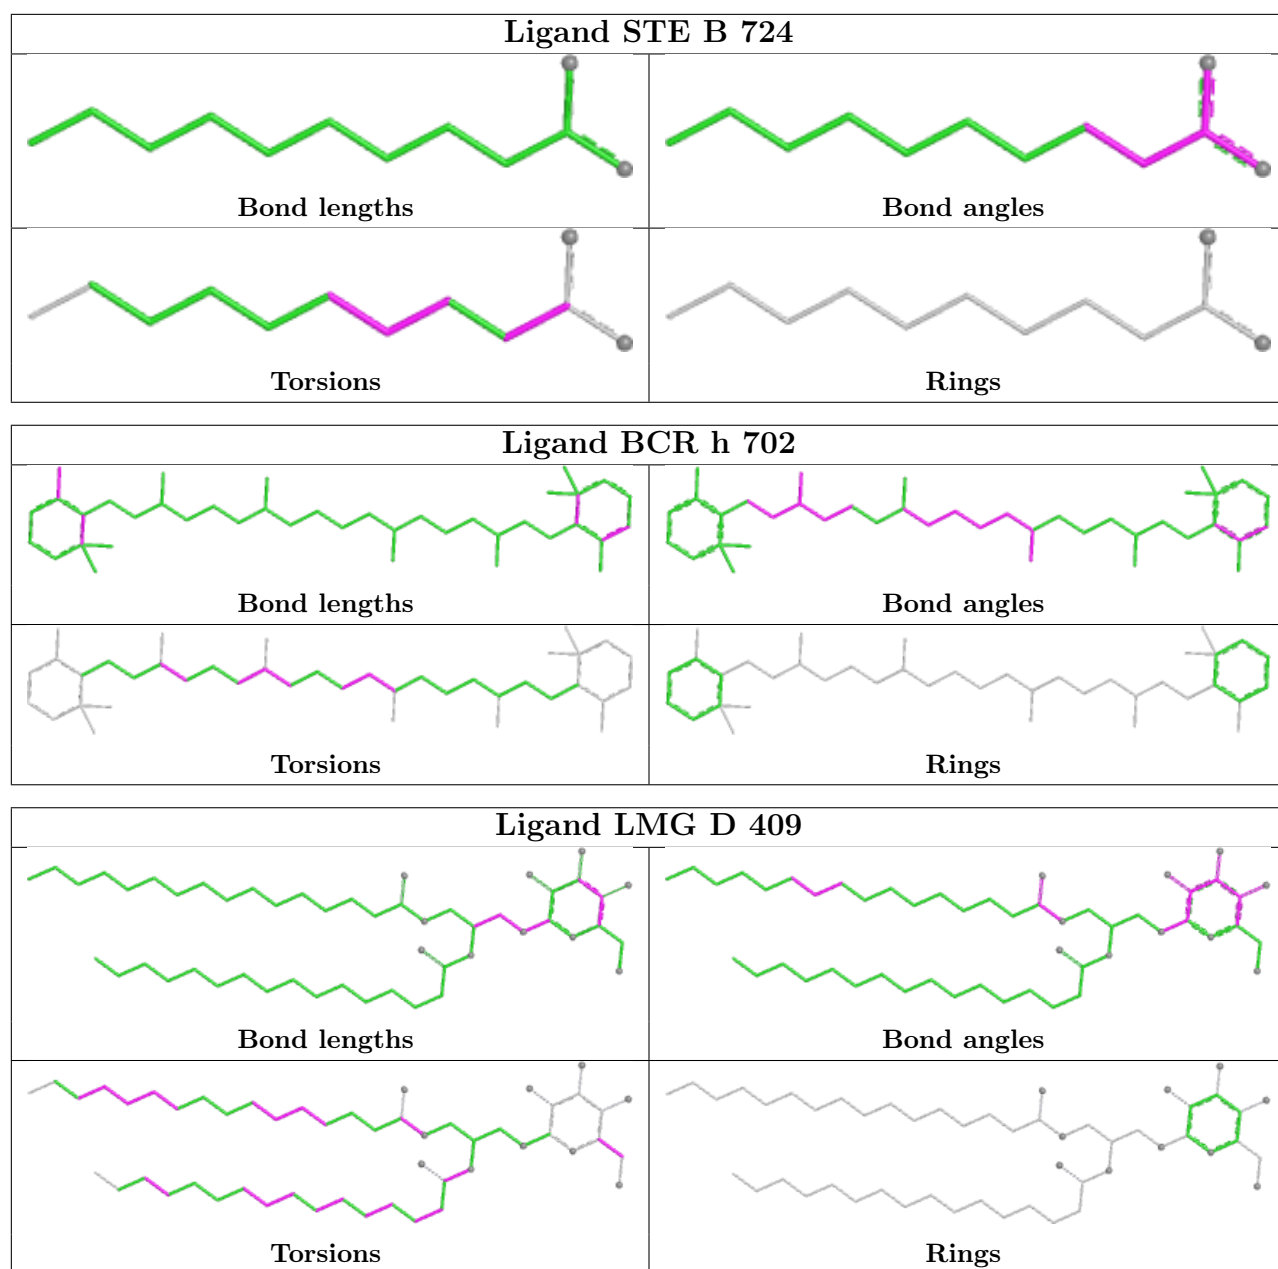 Ligand STE B 724
Bond lengths
Bond angles
Torsions
Rings
Ligand BCR h 702
Bond lengths
Bond angles
Torsions
Rings
Ligand LMG D 409
Bond lengths
Bond angles
Torsions
Rings